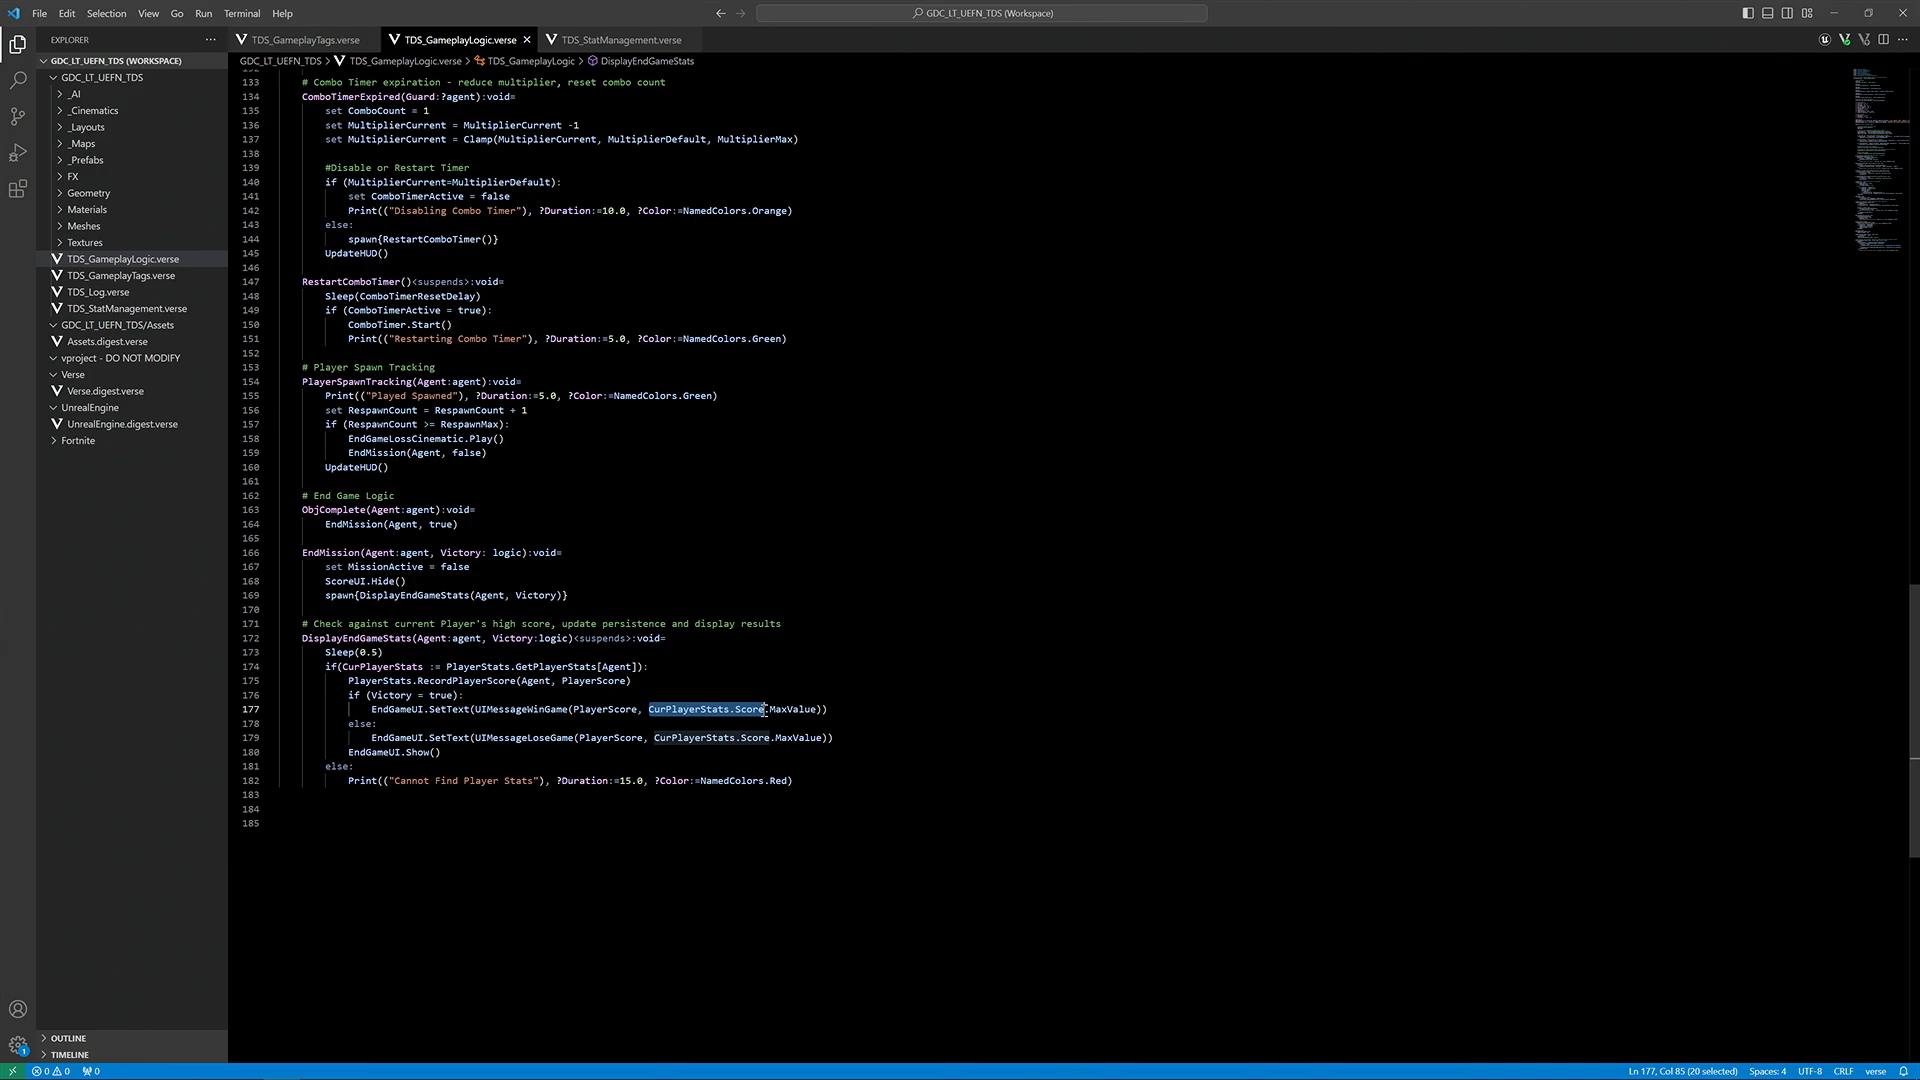 File Edit Selection View Go Run Terminal Help
GDC_LT_UEFN_TDS (Workspace)
EXPLORER
GDC_LT_UEFN_TDS (WORKSPACE)
GDC_LT_UEFN_TDS
_AI
_Cinematics
_Layouts
_Maps
_Prefabs
FX
Geometry
Materials
Meshes
Textures
TDS_GameplayLogic.verse
TDS_GameplayTags.verse
TDS_Log.verse
TDS_StatManagement.verse
GDC_LT_UEFN_TDS/Assets
Assets.digest.verse
vproject - DO NOT MODIFY
Verse
Verse.digest.verse
UnrealEngine
UnrealEngine.digest.verse
Fortnite
OUTLINE
TIMELINE
TDS_GameplayTags.verse TDS_GameplayLogic.verse TDS_StatManagement.verse
GDC_LT_UEFN_TDS > TDS_GameplayLogic.verse > TDS_GameplayLogic > DisplayEndGameStats
133 # Combo Timer expiration - reduce multiplier, reset combo count
134 ComboTimerExpired(Guard:?agent):void=
135 set ComboCount = 1
136 set MultiplierCurrent = MultiplierCurrent -1
137 set MultiplierCurrent = Clamp(MultiplierCurrent, MultiplierDefault, MultiplierMax)
138
139 #Disable or Restart Timer
140 if (MultiplierCurrent=MultiplierDefault):
141 set ComboTimerActive = false
142 Print(("Disabling Combo Timer"), ?Duration:=10.0, ?Color:=NamedColors.Orange)
143 else:
144 spawn{RestartComboTimer()}
145 UpdateHUD()
146
147 RestartComboTimer()<suspends>:void=
148 Sleep(ComboTimerResetDelay)
149 if (ComboTimerActive = true):
150 ComboTimer.Start()
151 Print(("Restarting Combo Timer"), ?Duration:=5.0, ?Color:=NamedColors.Green)
152
153 # Player Spawn Tracking
154 PlayerSpawnTracking(Agent:agent):void=
155 Print(("Played Spawned"), ?Duration:=5.0, ?Color:=NamedColors.Green)
156 set RespawnCount = RespawnCount + 1
157 if (RespawnCount >= RespawnMax):
158 EndGameLossCinematic.Play()
159 EndMission(Agent, false)
160 UpdateHUD()
161
162 # End Game Logic
163 ObjComplete(Agent:agent):void=
164 EndMission(Agent, true)
165
166 EndMission(Agent:agent, Victory: logic):void=
167 set MissionActive = false
168 ScoreUI.Hide()
169 spawn{DisplayEndGameStats(Agent, Victory)}
170
171 # Check against current Player's high score, update persistence and display results
172 DisplayEndGameStats(Agent:agent, Victory:logic)<suspends>:void=
173 Sleep(0.5)
174 if(CurPlayerStats := PlayerStats.GetPlayerStats[Agent]):
175 PlayerStats.RecordPlayerScore(Agent, PlayerScore)
176 if (Victory = true):
177 EndGameUI.SetText(UIMessageWinGame(PlayerScore, CurPlayerStats.Score.MaxValue))
178 else:
179 EndGameUI.SetText(UIMessageLoseGame(PlayerScore, CurPlayerStats.Score.MaxValue))
180 EndGameUI.Show()
181 else:
182 Print(("Cannot Find Player Stats"), ?Duration:=15.0, ?Color:=NamedColors.Red)
183
184
185
1
0 0 0
Ln 177, Col 85 (20 selected) Spaces: 4 UTF-8 CRLF verse